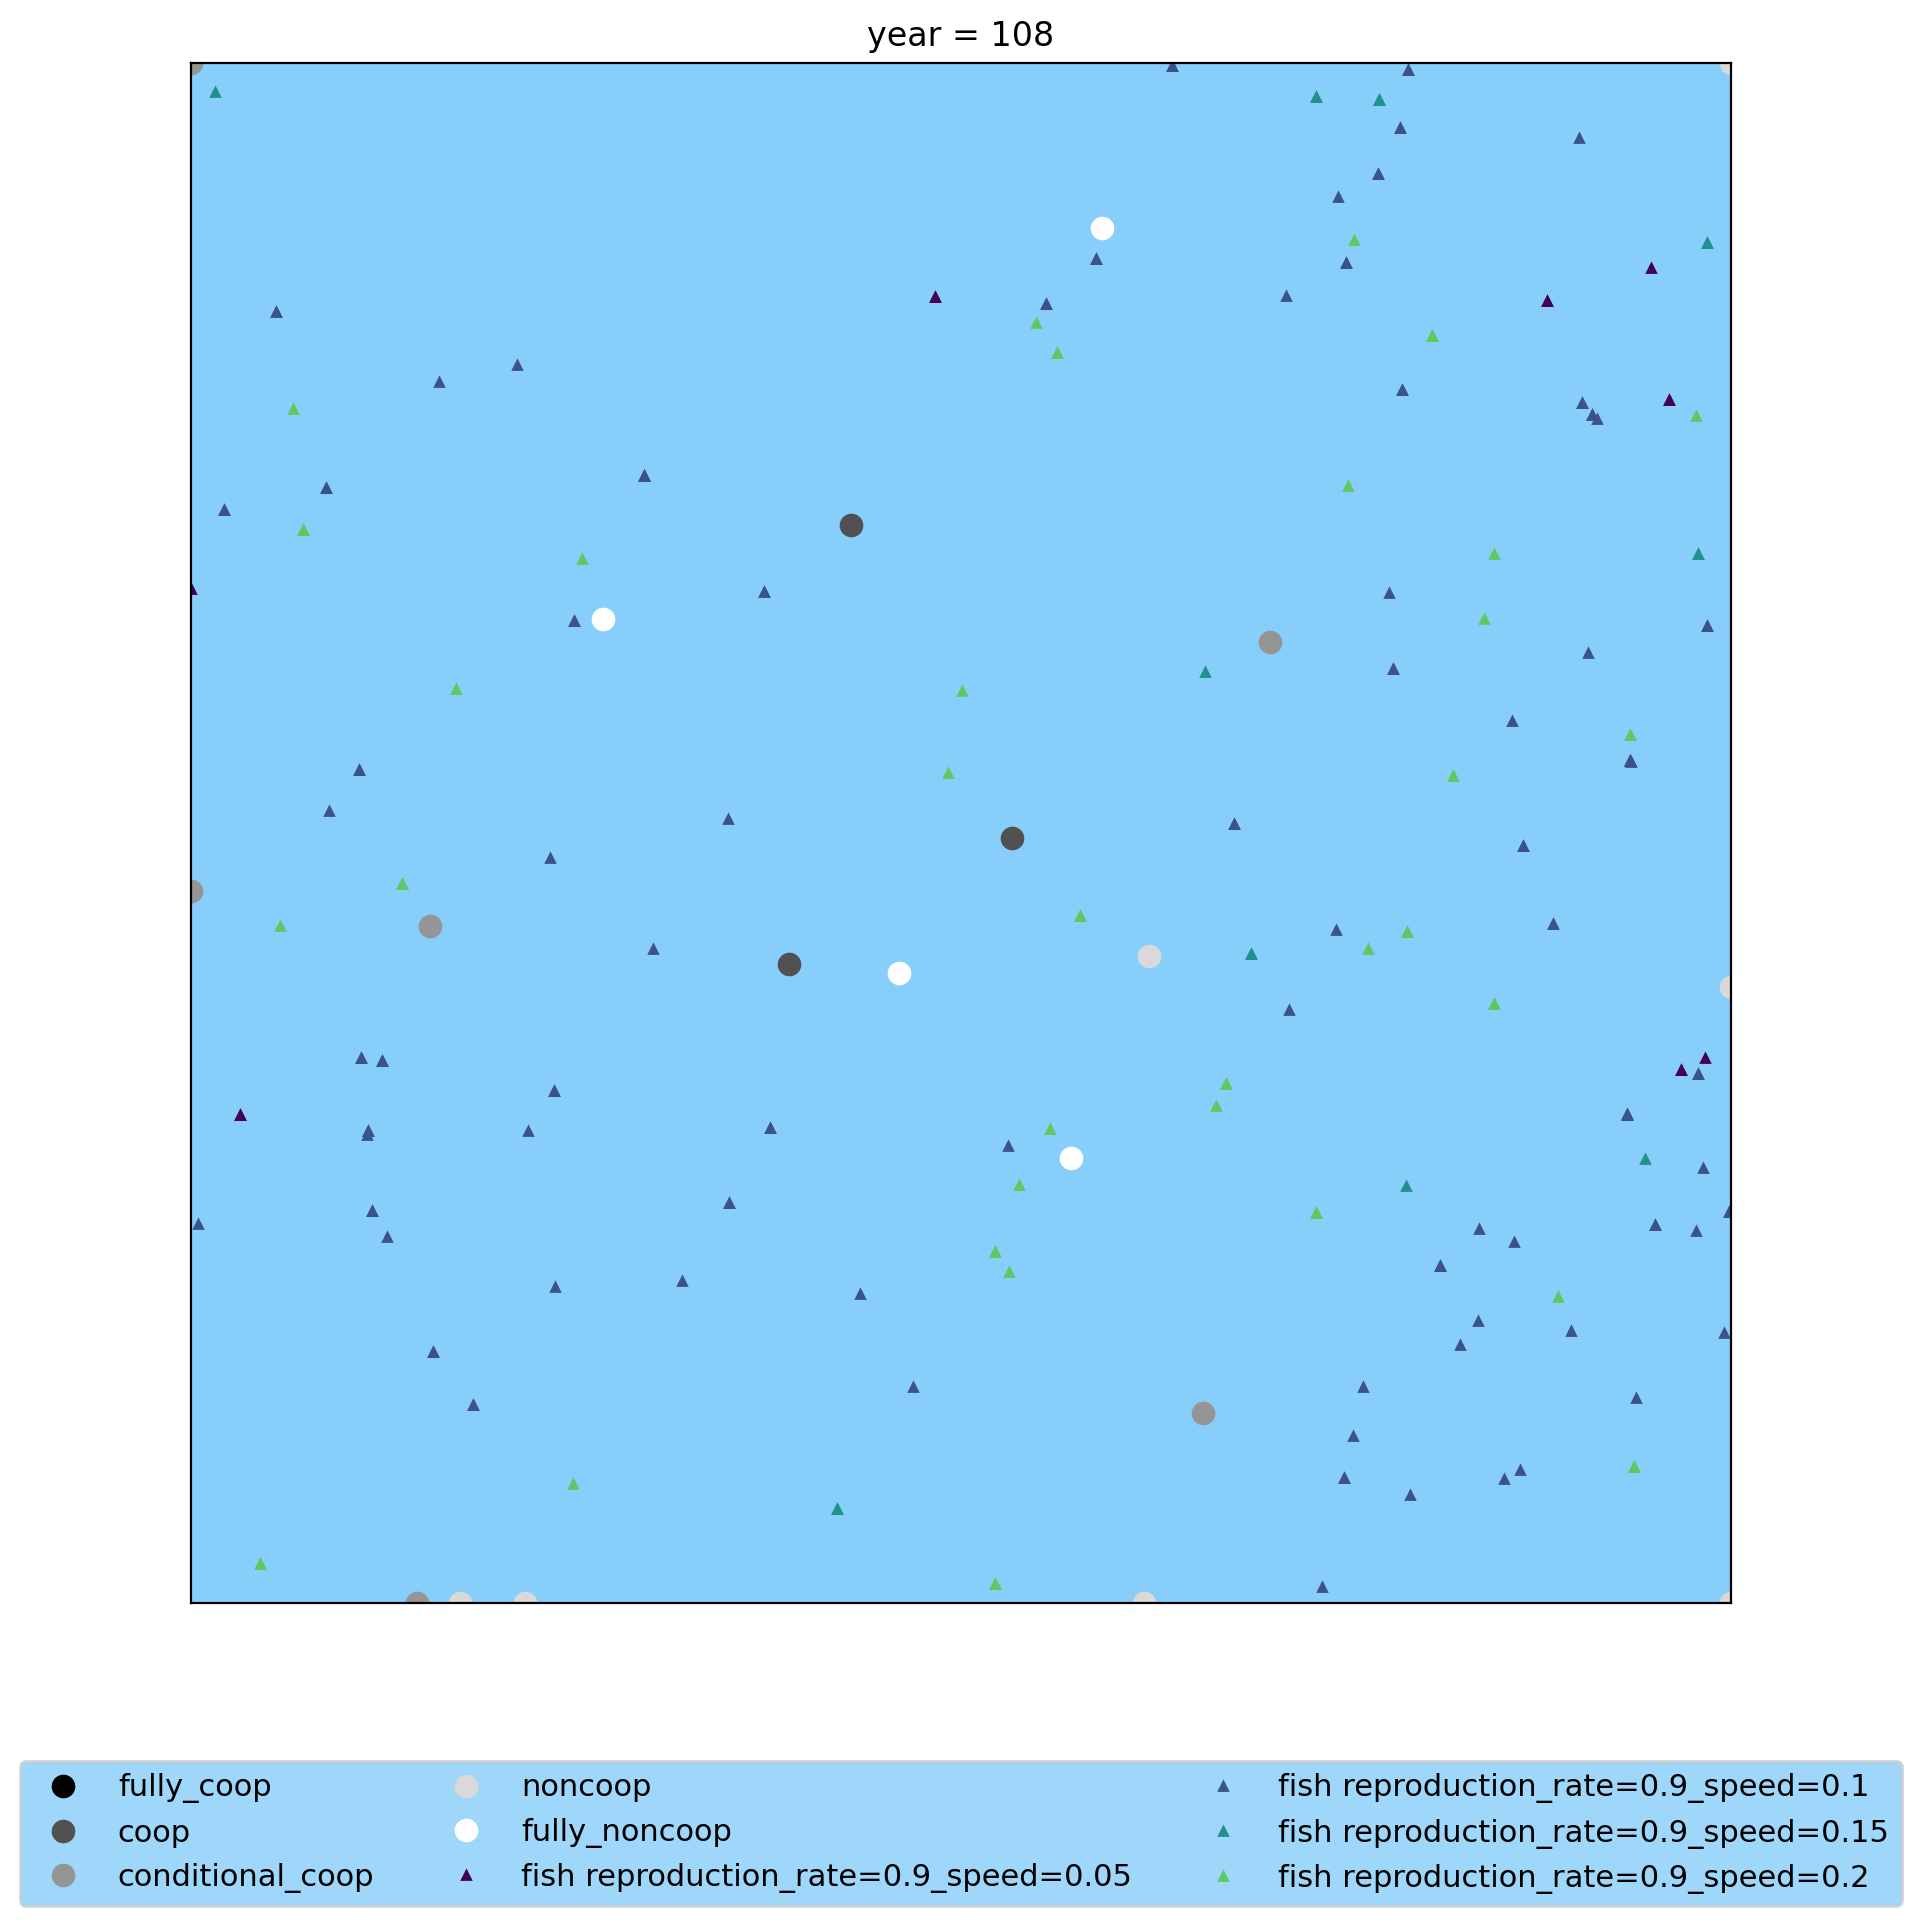 year = 108
fully_coop
coop
conditional_coop
noncoop
fully_noncoop
fish reproduction_rate=0.9_speed=0.05
fish reproduction_rate=0.9_speed=0.1
fish reproduction_rate=0.9_speed=0.15
fish reproduction_rate=0.9_speed=0.2